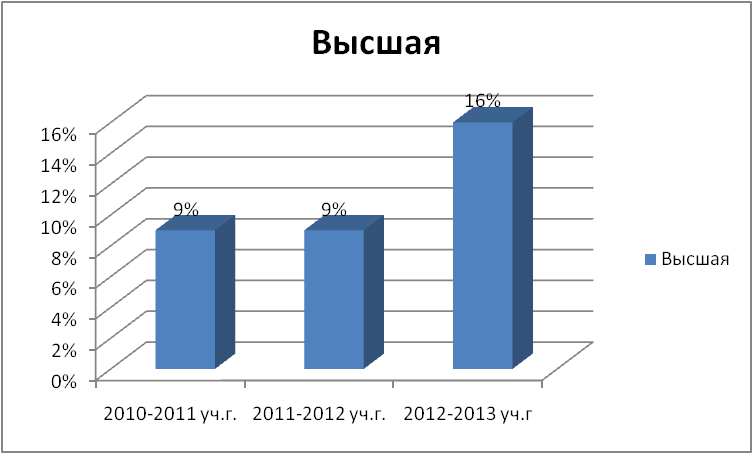 Высшая
16%
9%
9%
16%
14%
12%
10%
8%
6%
4%
2%
0%
Высшая
2010-2011 уч.г.
2011-2012 уч.г.
2012-2013 уч.г